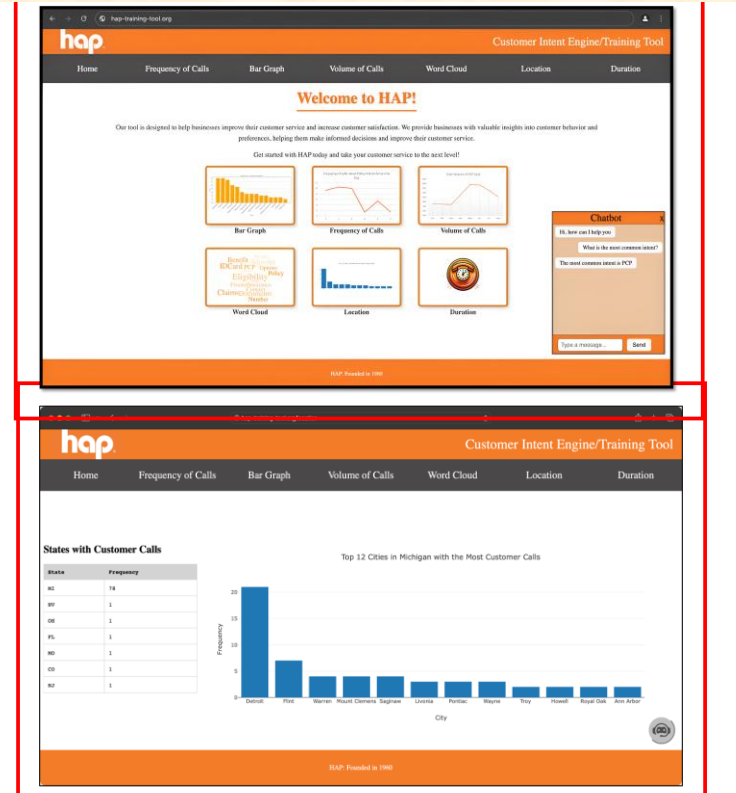 hap-training-tool.org
hap.
Customer Intent Engine/Training Tool
Home Frequency of Calls Bar Graph Volume of Calls Word Cloud Location Duration
Welcome to HAP!
Our tool is designed to help businesses improve their customer service and increase customer satisfaction. We provide businesses with valuable insights into customer behavior and
preferences, helping them make informed decisions and improve their customer service.
Get started with HAP today and take your customer service to the next level!
Bar Graph Frequency of Calls Volume of Calls
Benefit
IDCard PCP
Policy
Eligibility
Claims
Number
Word Cloud Location Duration
Chatbot x
Hi, how can I help you
What is the most common intent?
The most common intent is PCP
Type a message... Send
HAP: Founded in 1960
hap.
Customer Intent Engine/Training Tool
Home Frequency of Calls Bar Graph Volume of Calls Word Cloud Location Duration
States with Customer Calls
State Frequency
MI 78
NV 1
OH 1
FL 1
MO 1
CO 1
NJ 1
Top 12 Cities in Michigan with the Most Customer Calls
Frequency
20
15
10
5
0
Detroit Flint Warren Mount Clemens Saginaw Livonia Pontiac Wayne Troy Howell Royal Oak Ann Arbor
City
HAP: Founded in 1960